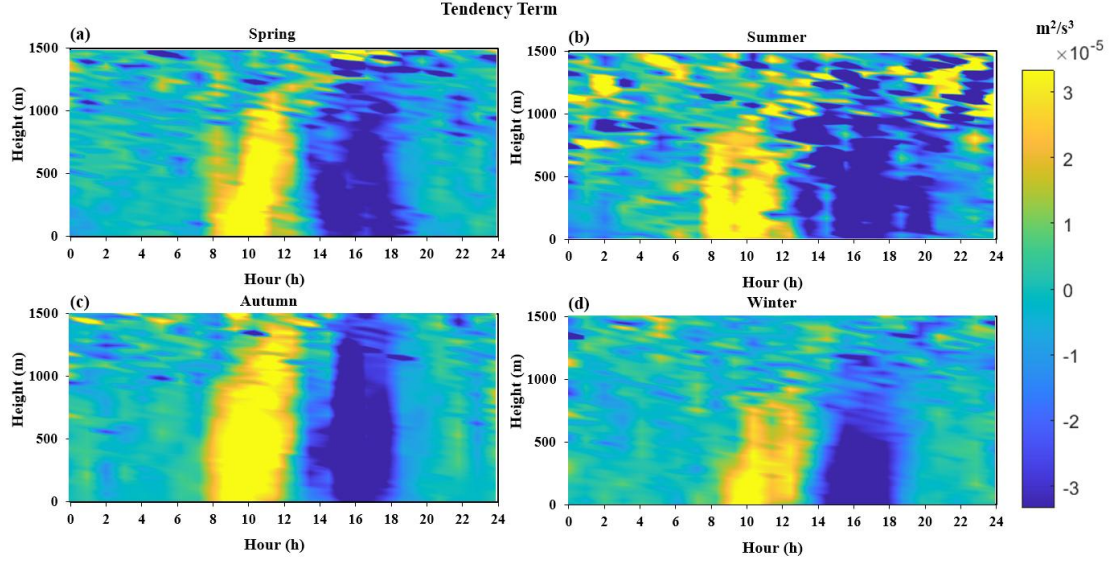 Tendency Term
(a) Spring
1500
1000
500
0
Height (m)
0 2 4 6 8 10 12 14 16 18 20 22 24
Hour (h)
(b) Summer
1500
1000
500
0
Height (m)
0 2 4 6 8 10 12 14 16 18 20 22 24
Hour (h)
(c) Autumn
1500
1000
500
0
Height (m)
0 2 4 6 8 10 12 14 16 18 20 22 24
Hour (h)
(d) Winter
1500
1000
500
0
Height (m)
0 2 4 6 8 10 12 14 16 18 20 22 24
Hour (h)
m²/s³
×10⁻⁵
3
2
1
0
-1
-2
-3